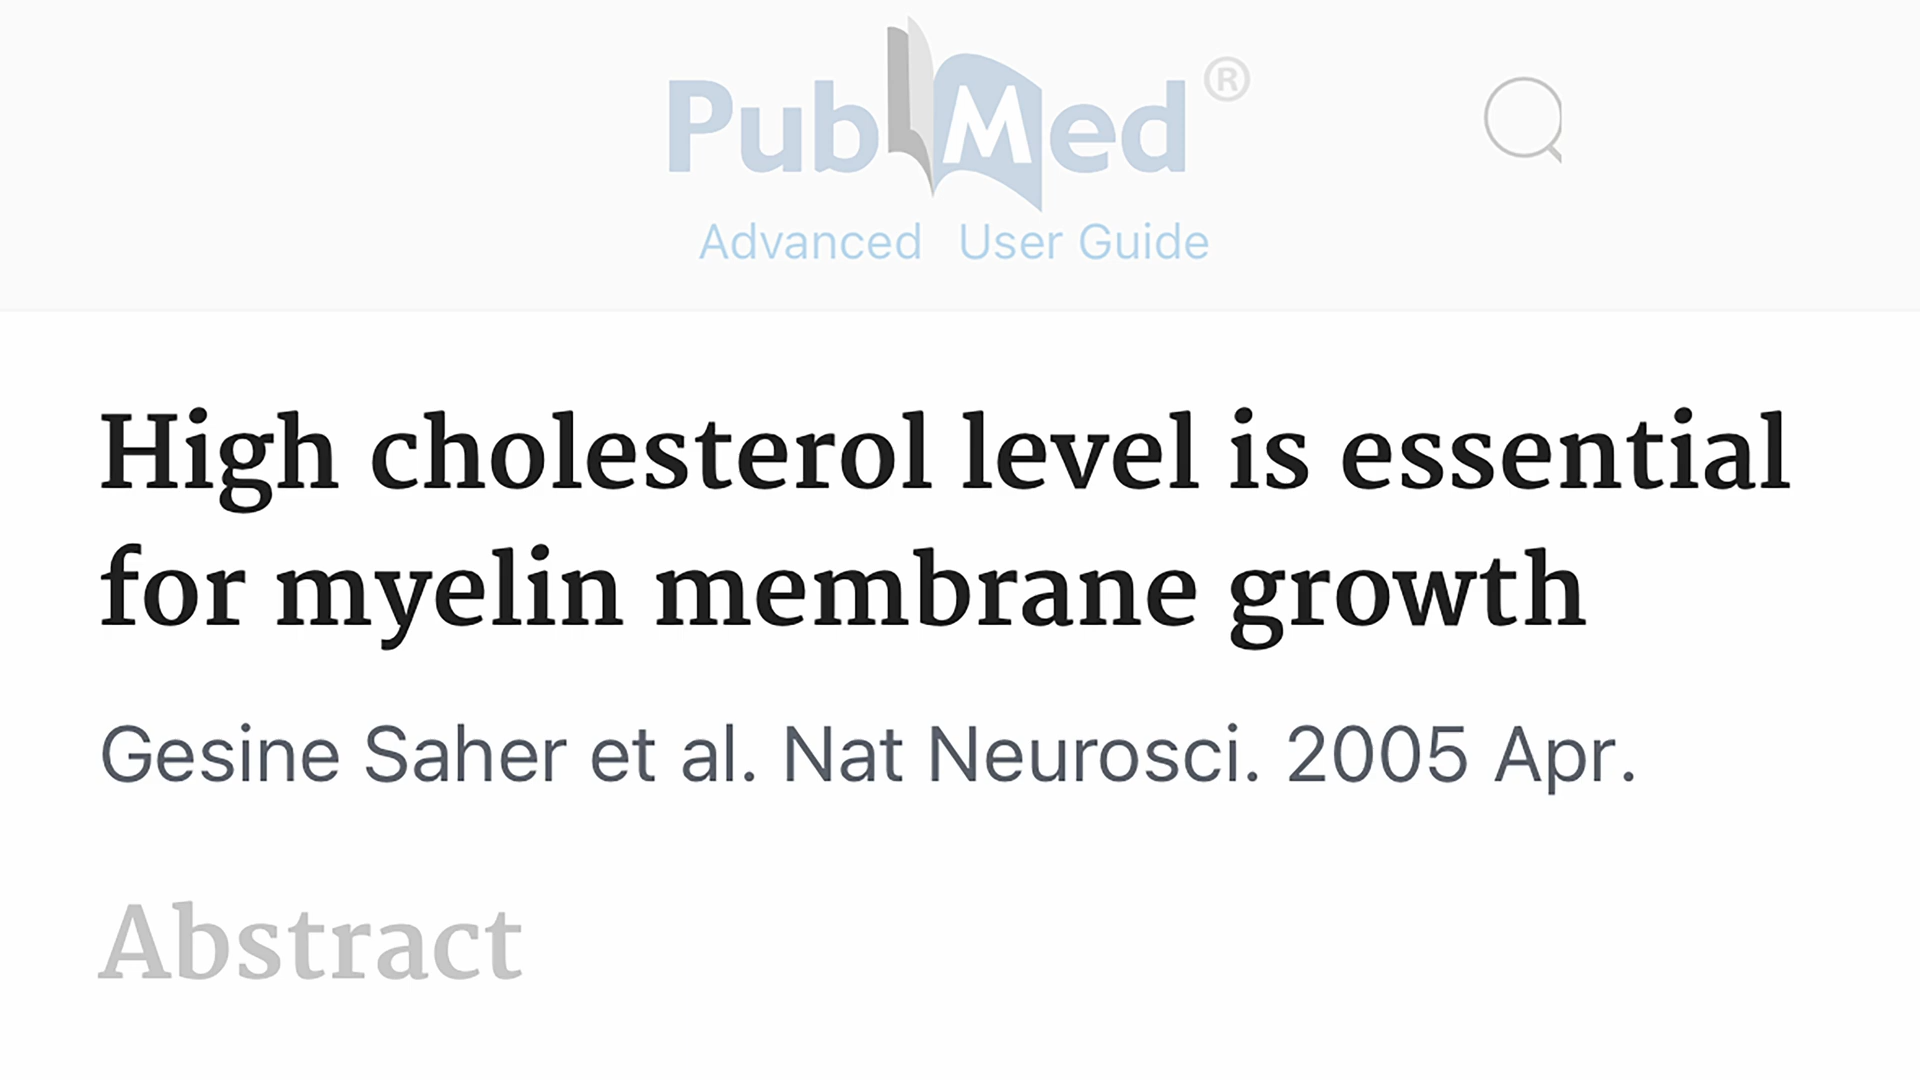 PubMed®
Advanced User Guide
High cholesterol level is essential
for myelin membrane growth
Gesine Saher et al. Nat Neurosci. 2005 Apr.
Abstract